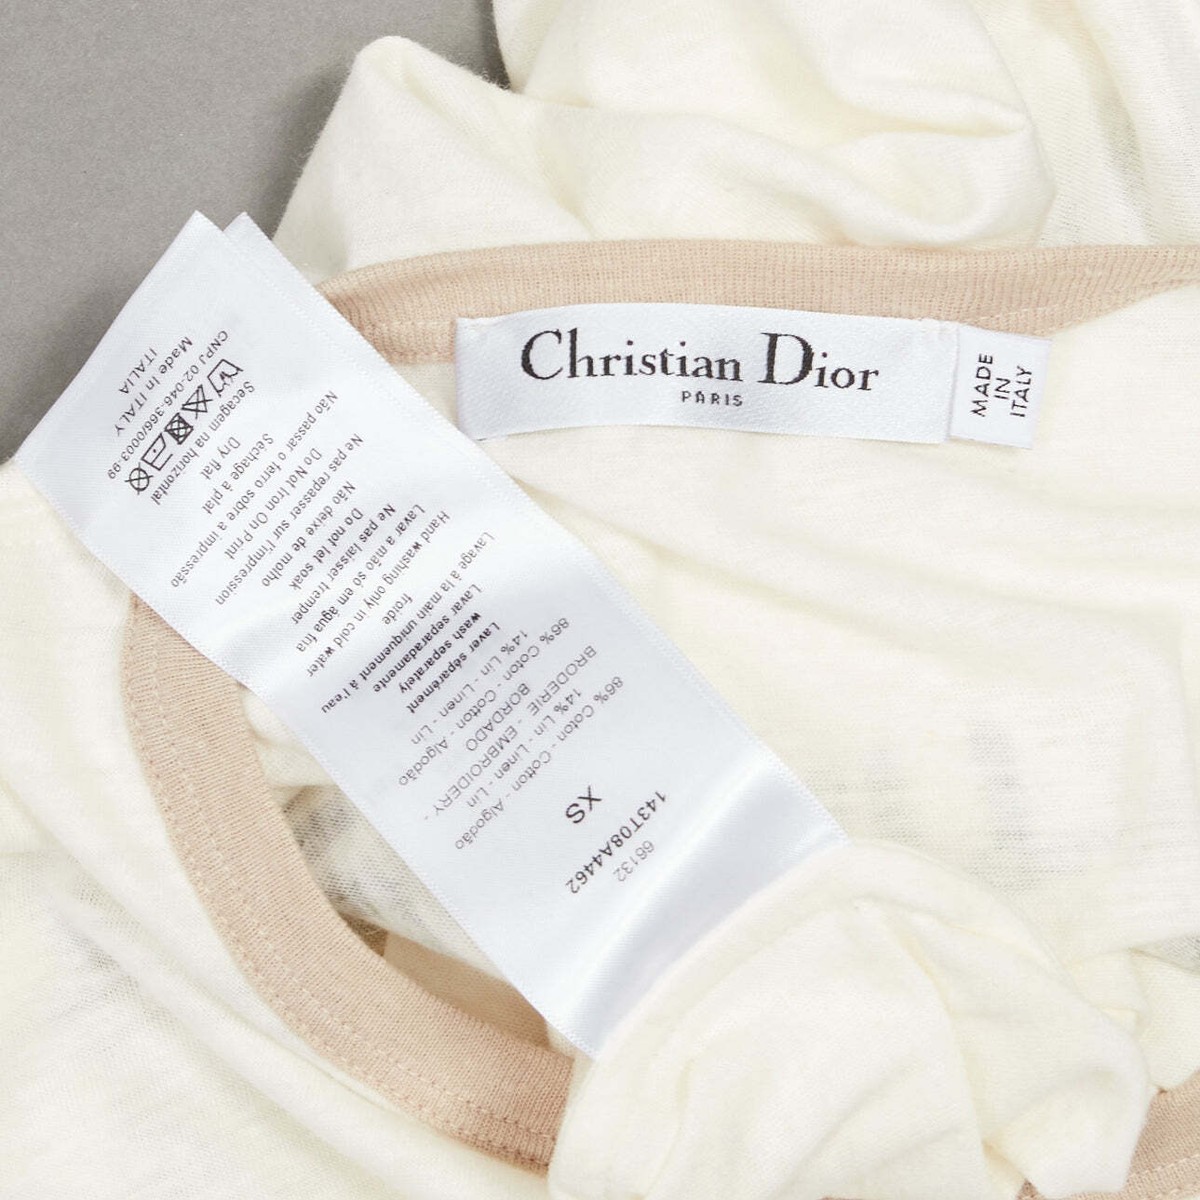 Christian Dior
PARIS
MADE
IN
ITALY
66132
143T08A4462
XS
86% Coton - Cotton - Algodão
14% Lin - Linen - Lin
BRODERIE - EMBROIDERY -
BORDADO
86% Coton - Cotton - Algodão
14% Lin - Linen - Lin
Laver séparément
wash separately
Lavar separadamente
Lavage à la main uniquement à l'eau
froide
Hand washing only in cold water
Lavar a mão só em água fria
Ne pas laisser tremper
Do not let soak
Não deixe de molho
Ne pas repasser sur l'impression
Do Not Iron On Print
Não passar o ferro sobre a impressão
Séchage à plat
Dry flat
Secagem na horizontal
CNPJ 02-046-366/0003-99
Made In ITALY
ITALIA